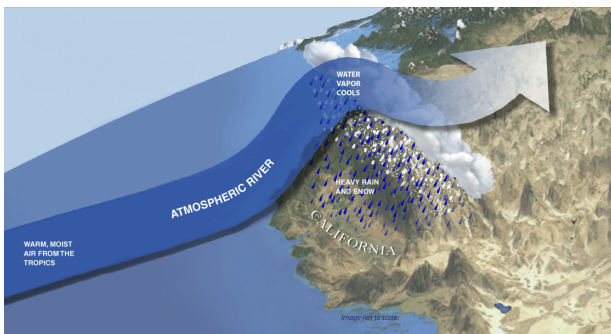 WATER
VAPOR
COOLS
ATMOSPHERIC RIVER
HEAVY RAIN
AND SNOW
CALIFORNIA
WARM, MOIST
AIR FROM THE
TROPICS
Image not to scale.